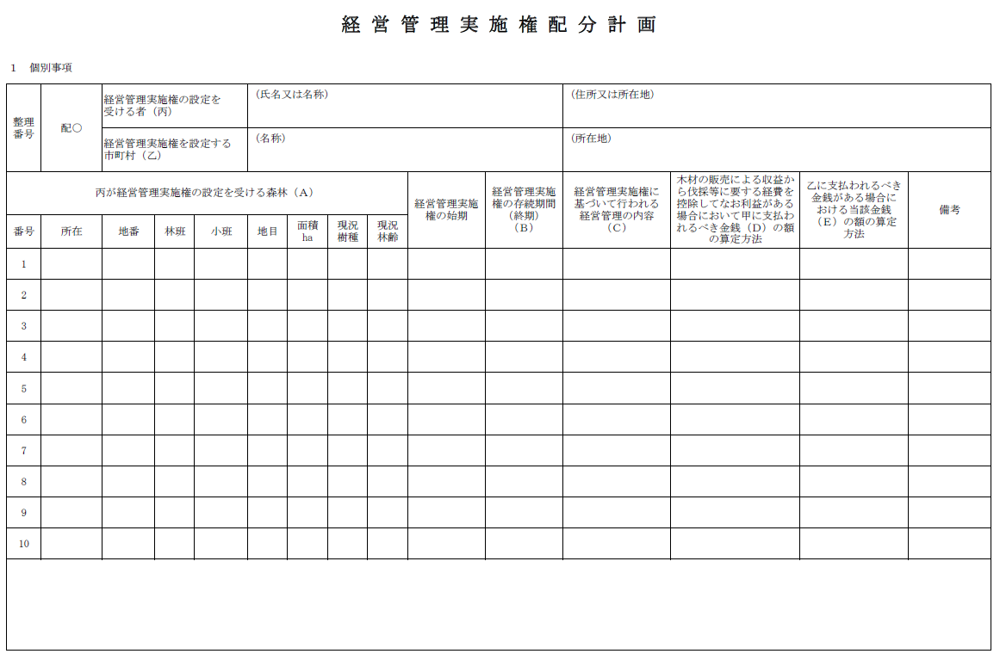 経営管理実施権配分計画
1 個別事項
整理
番号
配○
経営管理実施権の設定を
受ける者（丙）
（氏名又は名称）
（住所又は所在地）
経営管理実施権を設定する
市町村（乙）
（名称）
（所在地）
丙が経営管理実施権の設定を受ける森林（A）
番号
所在
地番
林班
小班
地目
面積
ha
現況
樹種
現況
林齢
経営管理実施
権の始期
経営管理実施
権の存続期間
（終期）
（B）
経営管理実施権に
基づいて行われる
経営管理の内容
（C）
木材の販売による収益か
ら伐採等に要する経費を
控除してなお利益がある
場合において甲に支払わ
れるべき金銭（D）の額
の算定方法
乙に支払われるべき
金銭がある場合に
おける当該金銭
（E）の額の算定
方法
備考
1
2
3
4
5
6
7
8
9
10